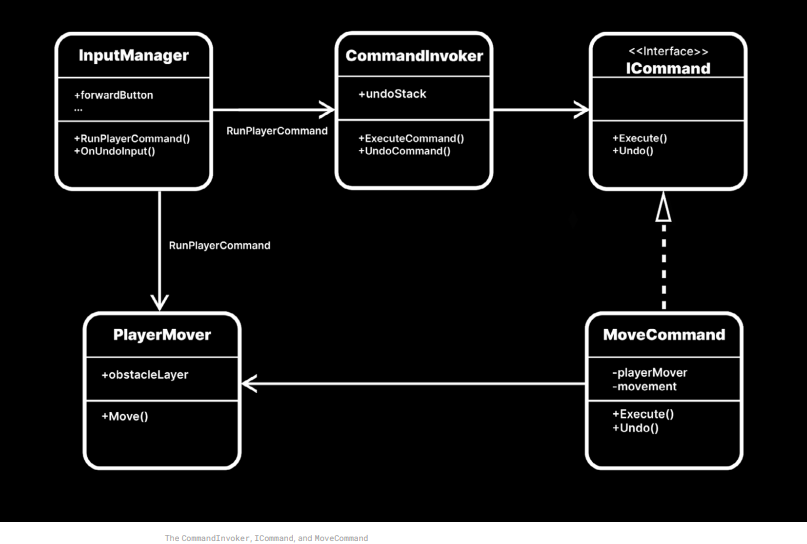 InputManager
+forwardButton
...
+RunPlayerCommand()
+OnUndoInput()
RunPlayerCommand
CommandInvoker
+undoStack
+ExecuteCommand()
+UndoCommand()
<<Interface>>
ICommand
+Execute()
+Undo()
RunPlayerCommand
PlayerMover
+obstacleLayer
+Move()
MoveCommand
-playerMover
-movement
+Execute()
+Undo()
The CommandInvoker, ICommand, and MoveCommand